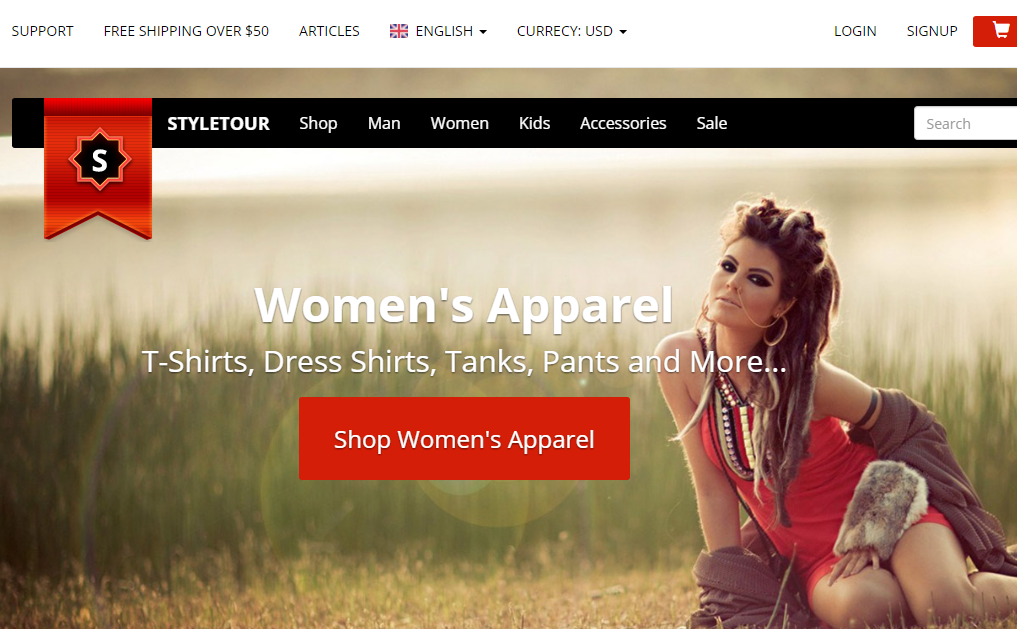 SUPPORT FREE SHIPPING OVER $50 ARTICLES ENGLISH CURRECY: USD LOGIN SIGNUP
S
STYLETOUR Shop Man Women Kids Accessories Sale Search
Women's Apparel
T-Shirts, Dress Shirts, Tanks, Pants and More...
Shop Women's Apparel